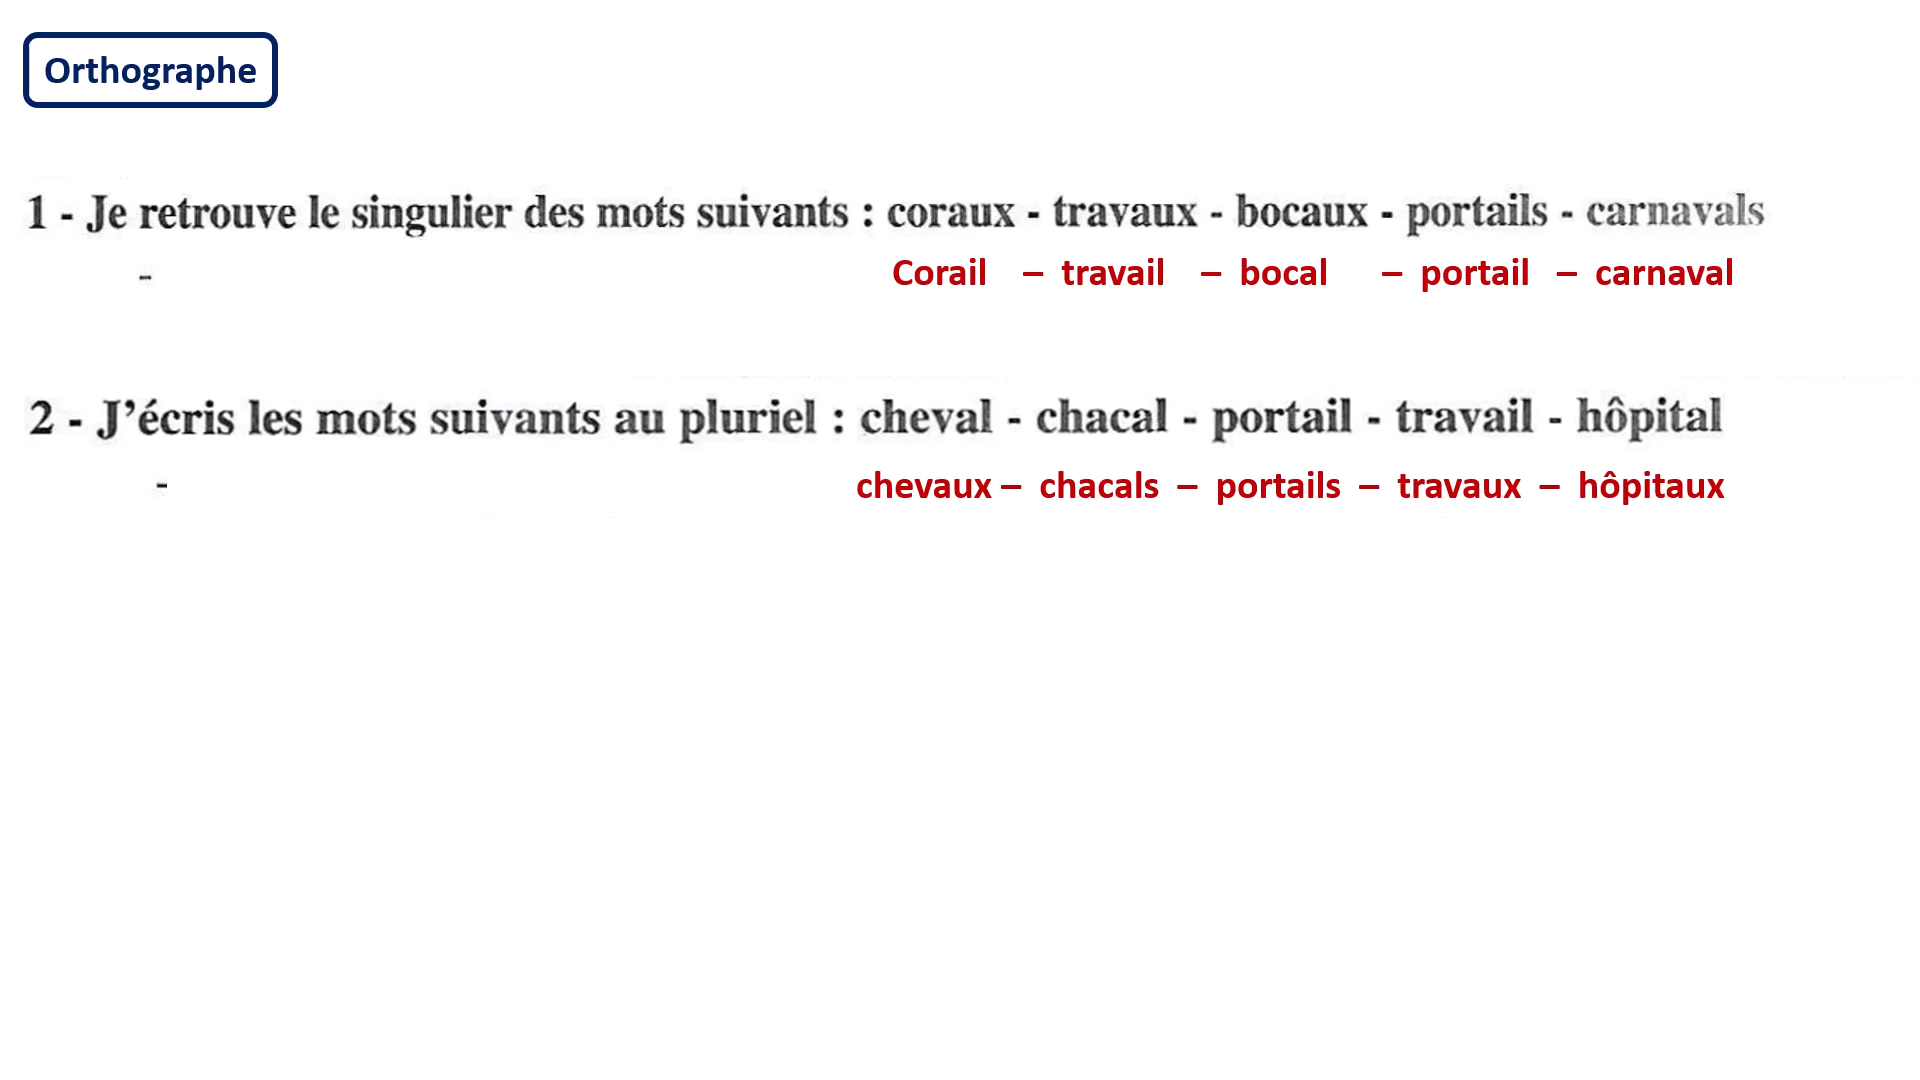 Orthographe
1 - Je retrouve le singulier des mots suivants : coraux - travaux - bocaux - portails - carnavals
- Corail – travail – bocal – portail – carnaval
2 - J’écris les mots suivants au pluriel : cheval - chacal - portail - travail - hôpital
- chevaux – chacals – portails – travaux – hôpitaux